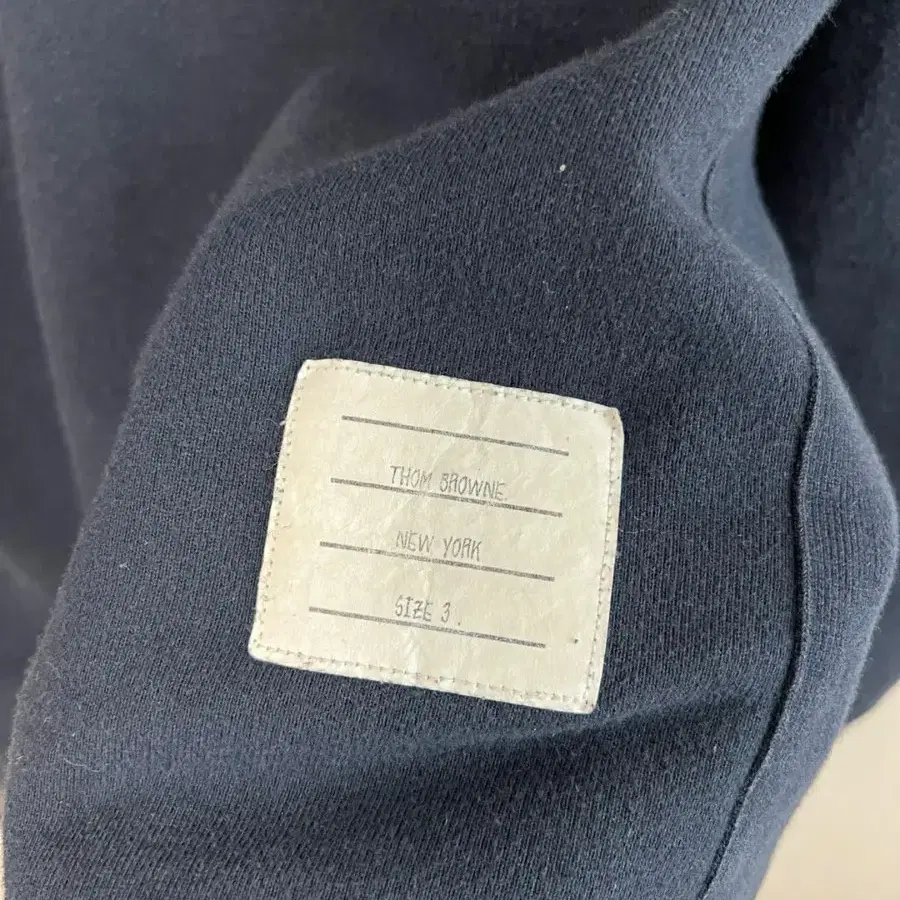 THOM BROWNE.
NEW YORK
SIZE 3.